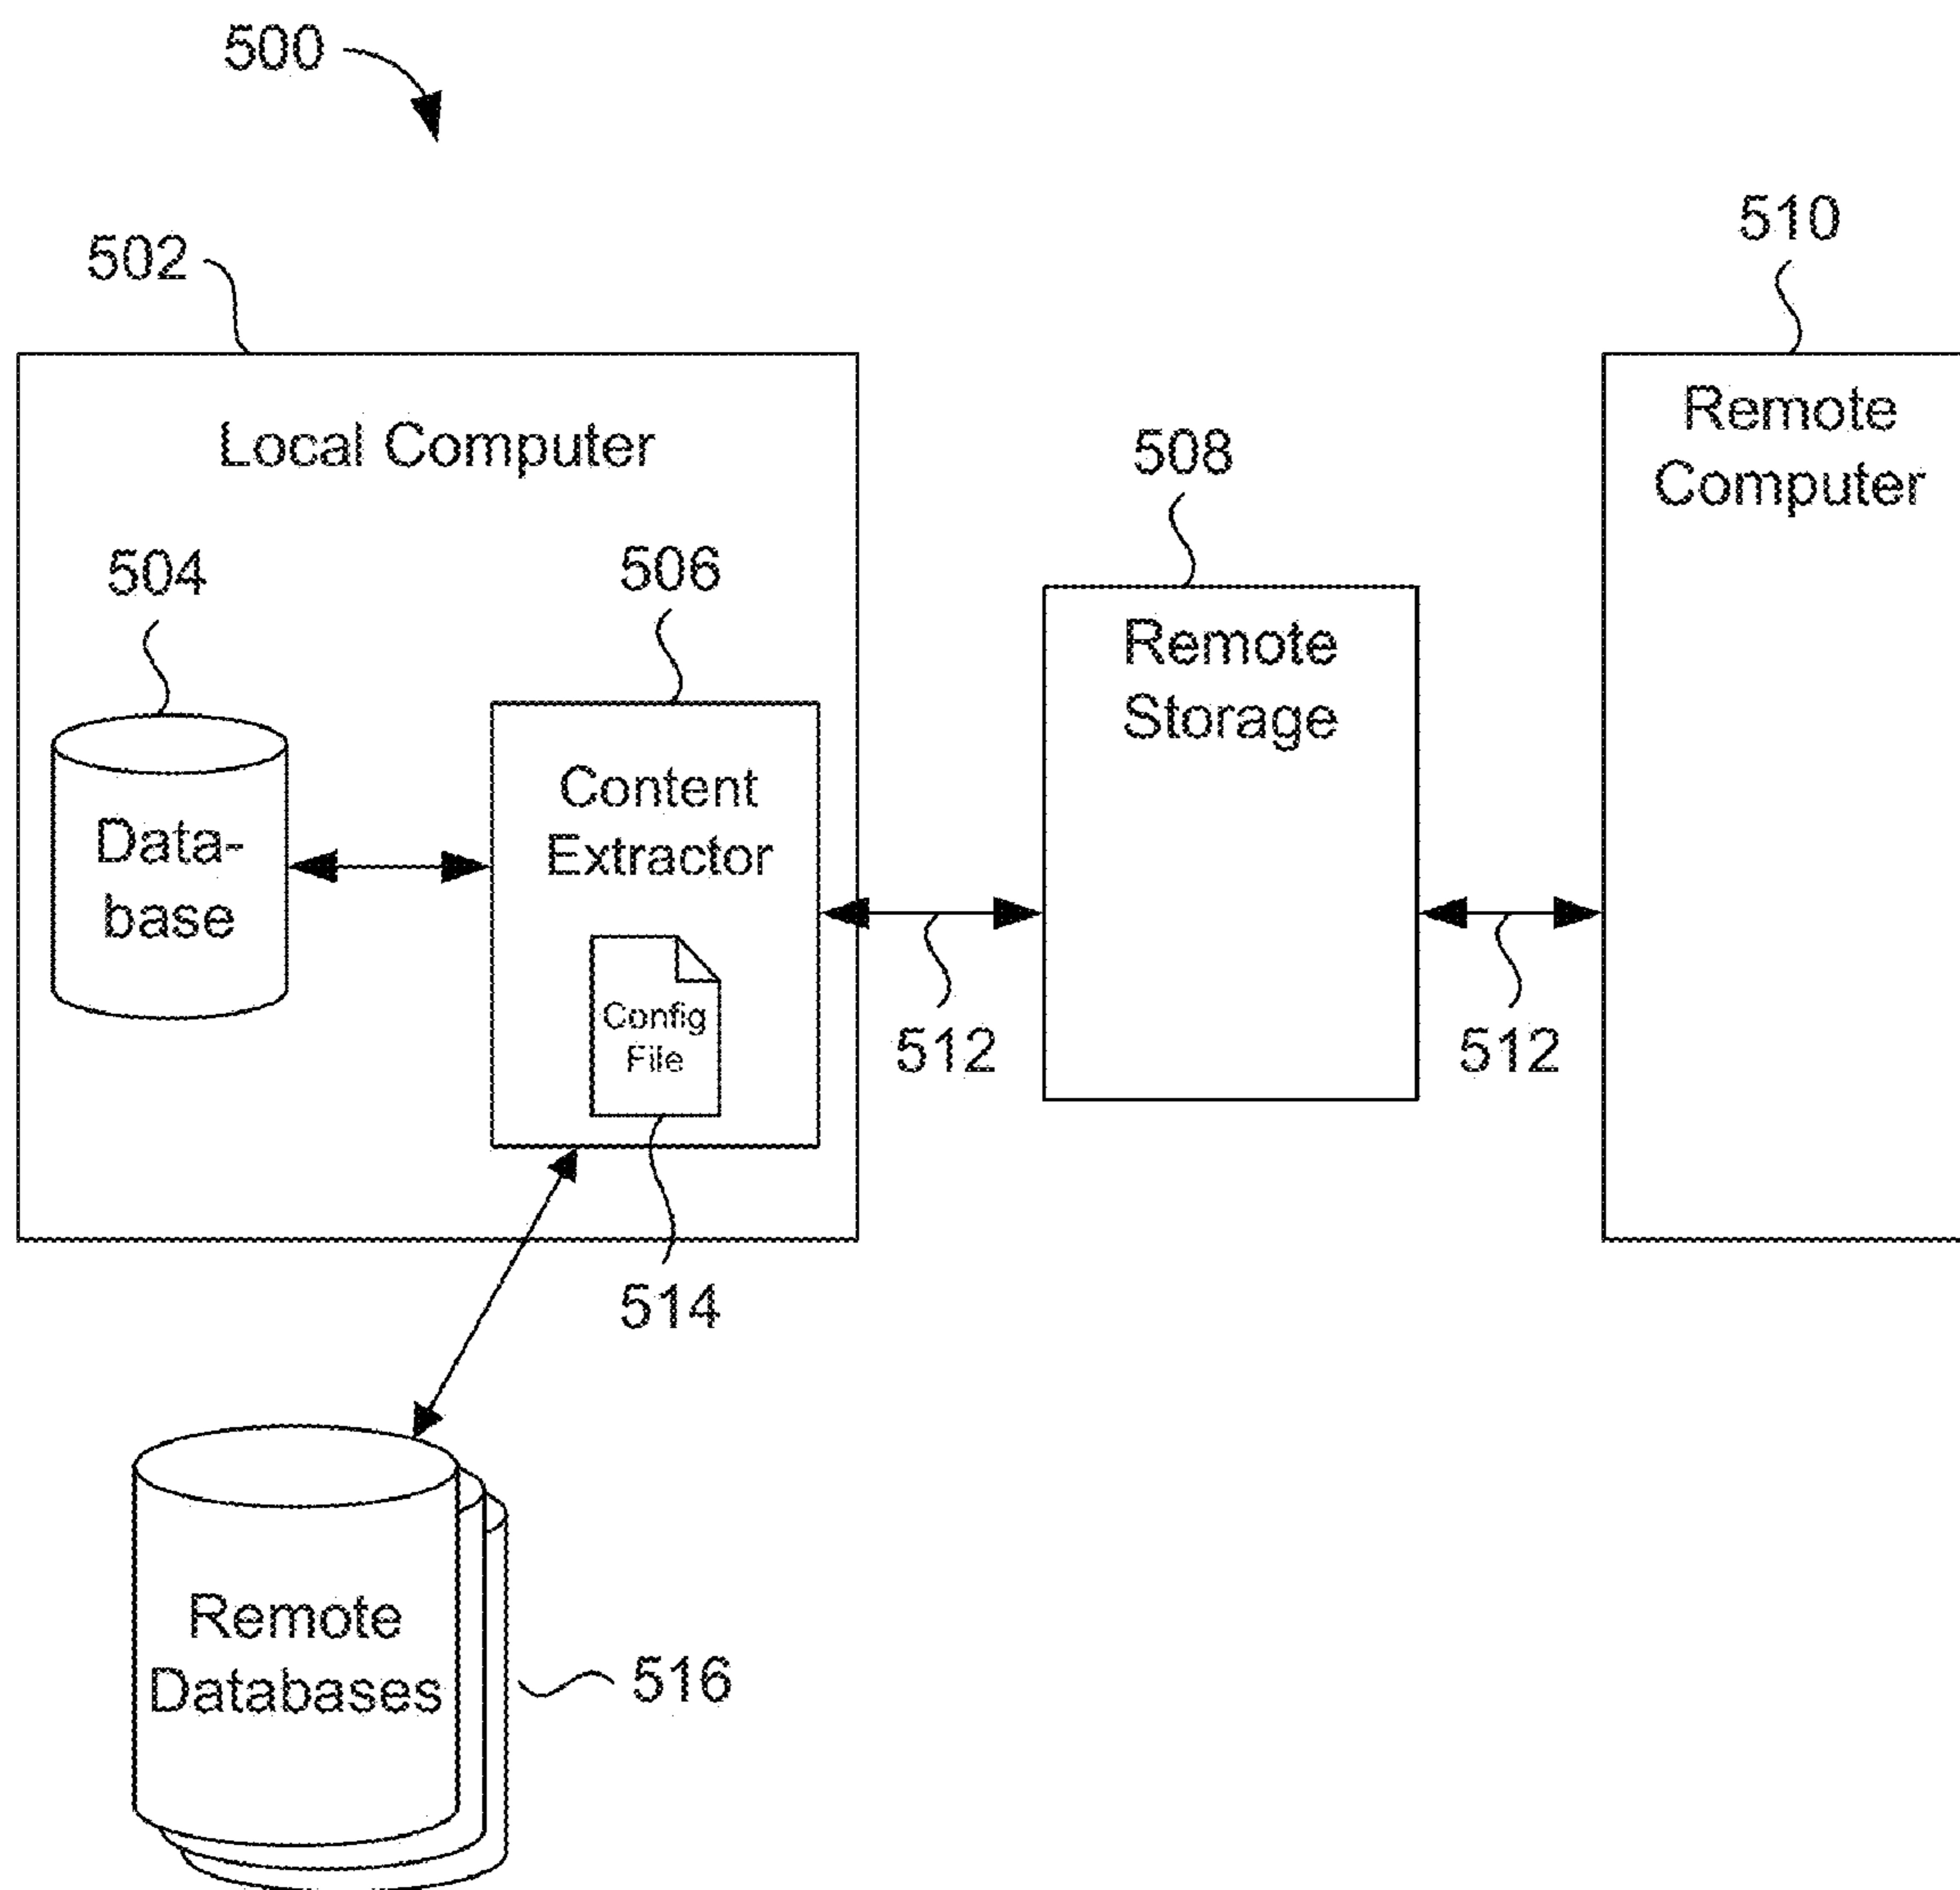 500
502
510
Local Computer
Remote
Computer
508
504
506
Remote
Storage
Data-
base
Content
Extractor
Config
File
512
512
514
Remote
Databases
516